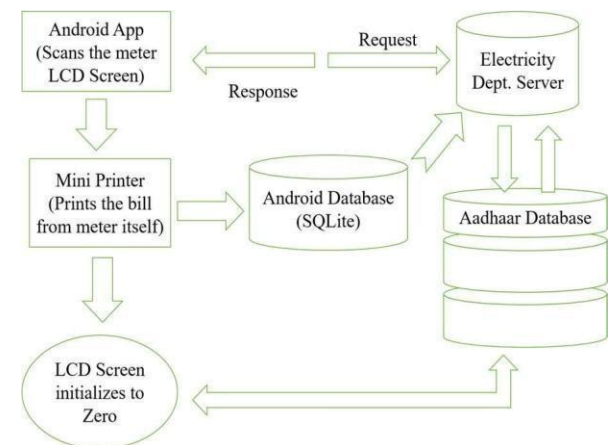 Android App
(Scans the meter
LCD Screen)
Request
Response
Electricity
Dept. Server
Mini Printer
(Prints the bill
from meter itself)
Android Database
(SQLite)
Aadhaar Database
LCD Screen
initializes to
Zero